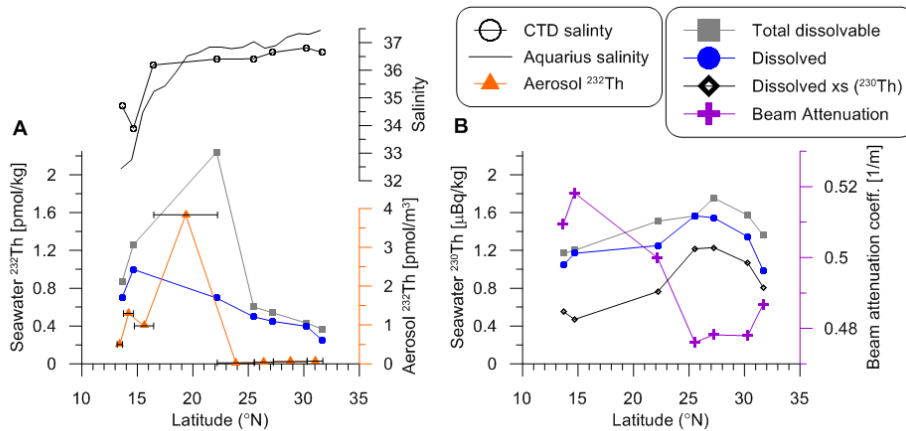 CTD salinty
Aquarius salinity
Aerosol ²³²Th
Total dissolvable
Dissolved
Dissolved xs (²³⁰Th)
Beam Attenuation
A
37
36
35
34
33
32
Salinity
2
1.6
1.2
0.8
0.4
0
Seawater ²³²Th [pmol/kg]
4
3
2
1
0
Aerosol ²³²Th [pmol/m³]
10 15 20 25 30 35
Latitude (°N)
B
2
1.6
1.2
0.8
0.4
0
Seawater ²³⁰Th [µBq/kg]
0.52
0.5
0.48
Beam attenuation coeff. [1/m]
10 15 20 25 30 35
Latitude (°N)